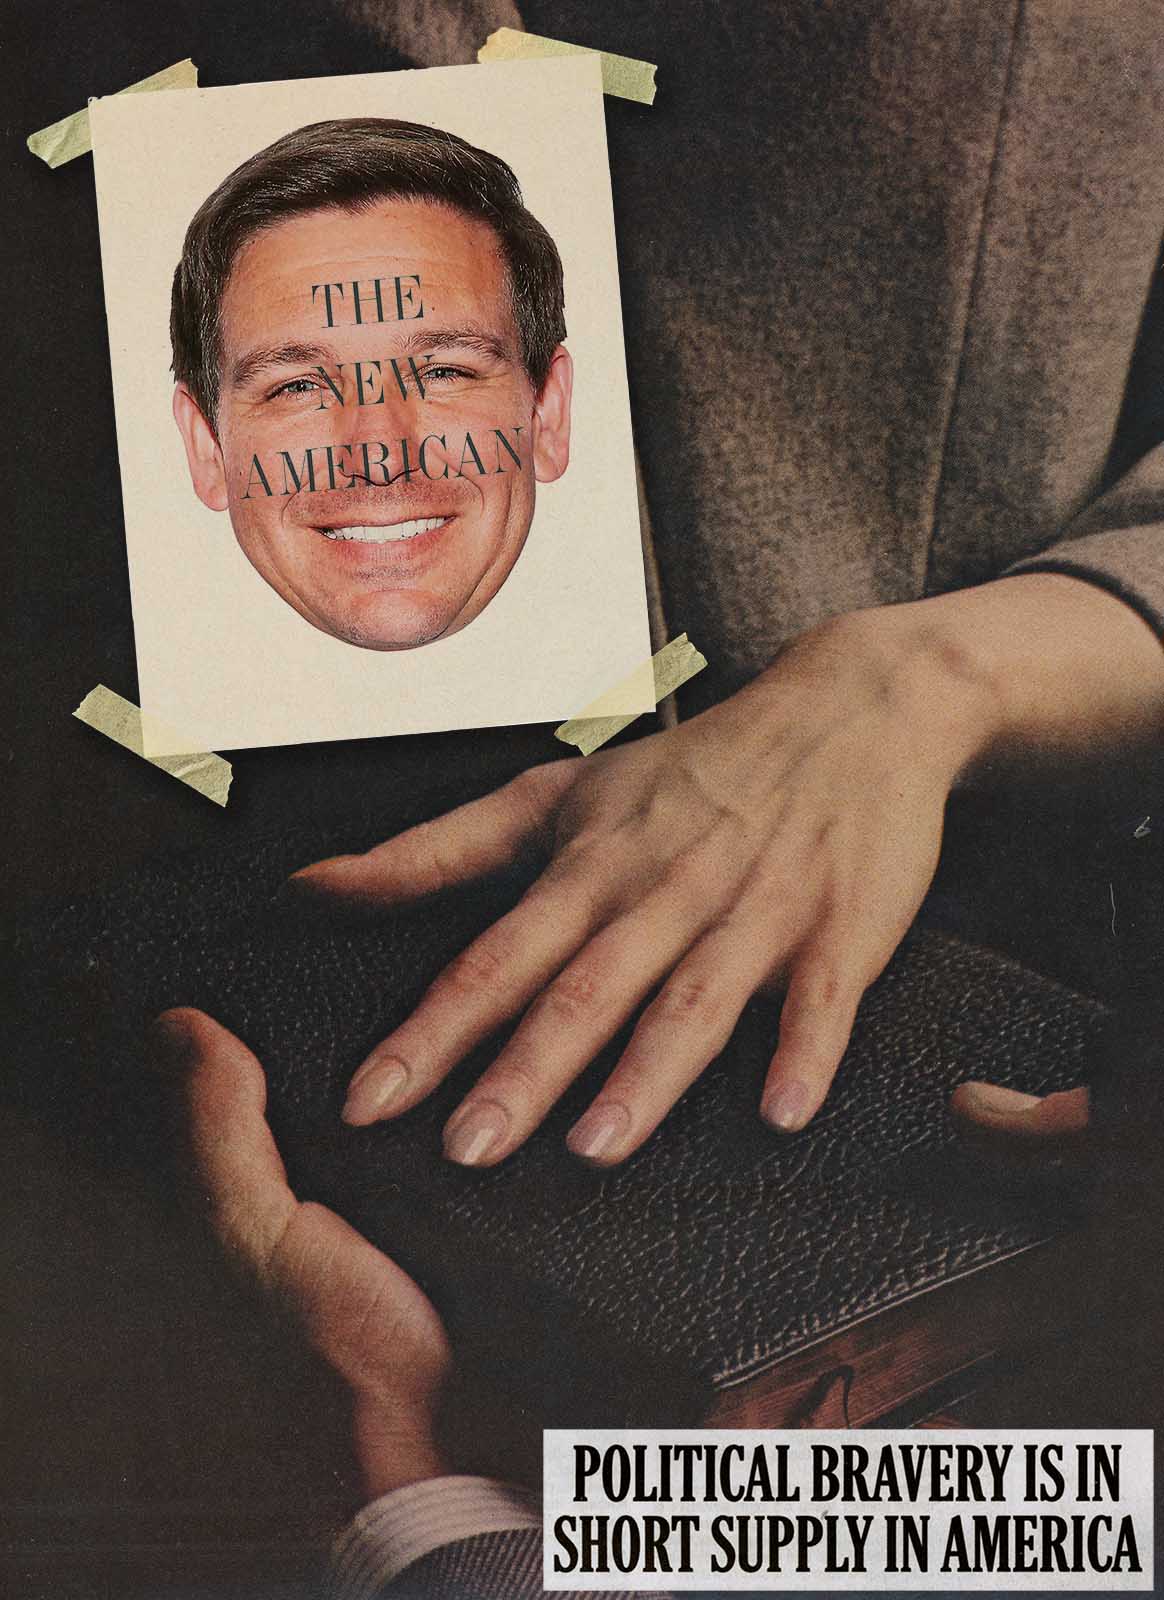 THE
NEW
AMERICAN
POLITICAL BRAVERY IS IN
SHORT SUPPLY IN AMERICA